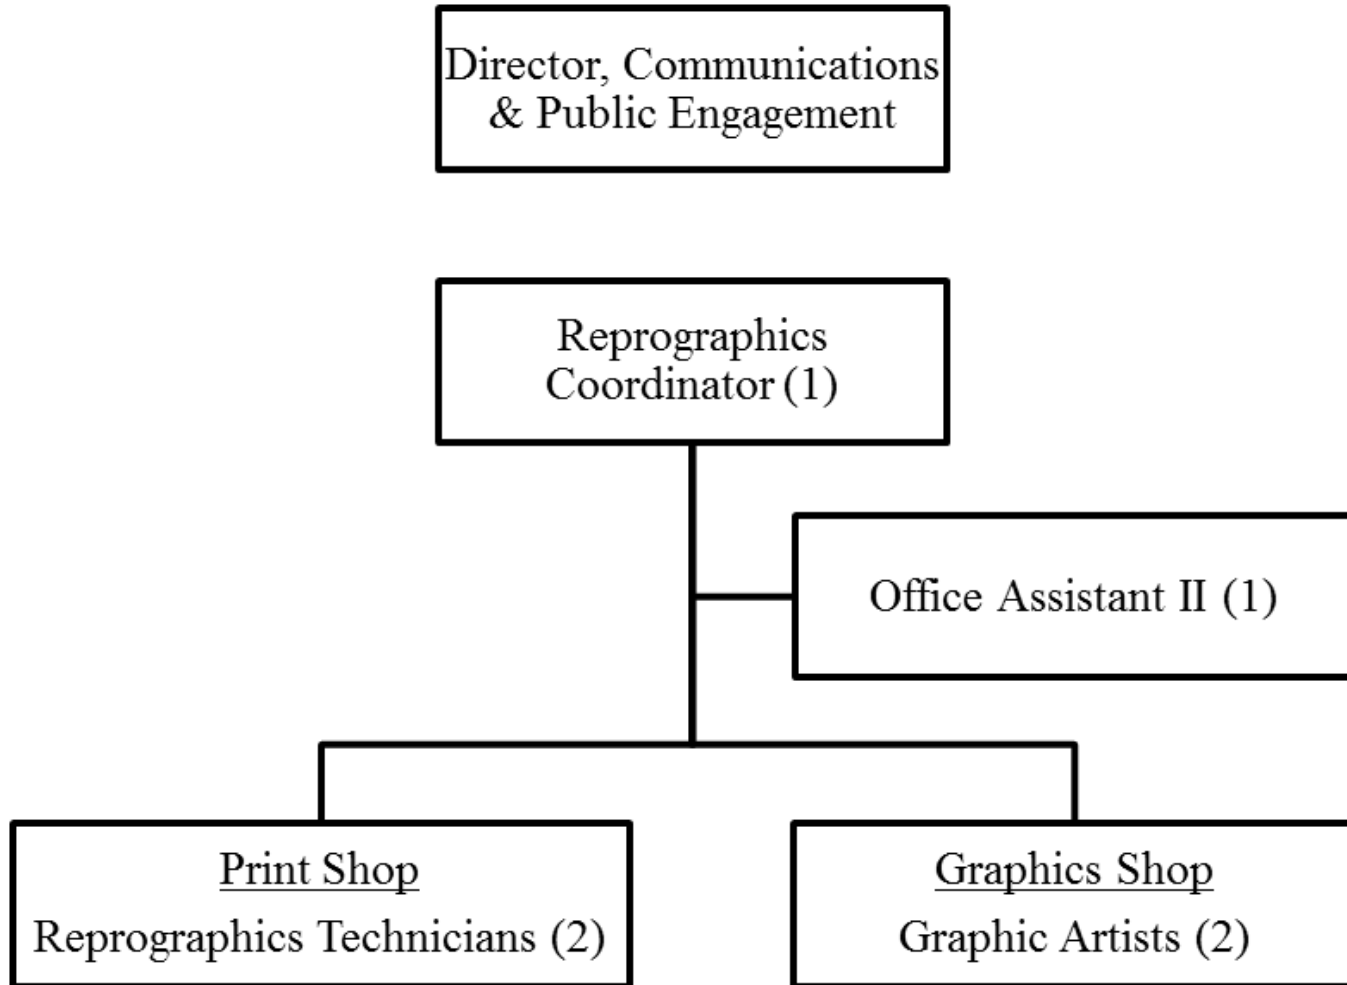 Director, Communications
& Public Engagement
Reprographics
Coordinator (1)
Office Assistant II (1)
Print Shop
Reprographics Technicians (2)
Graphics Shop
Graphic Artists (2)